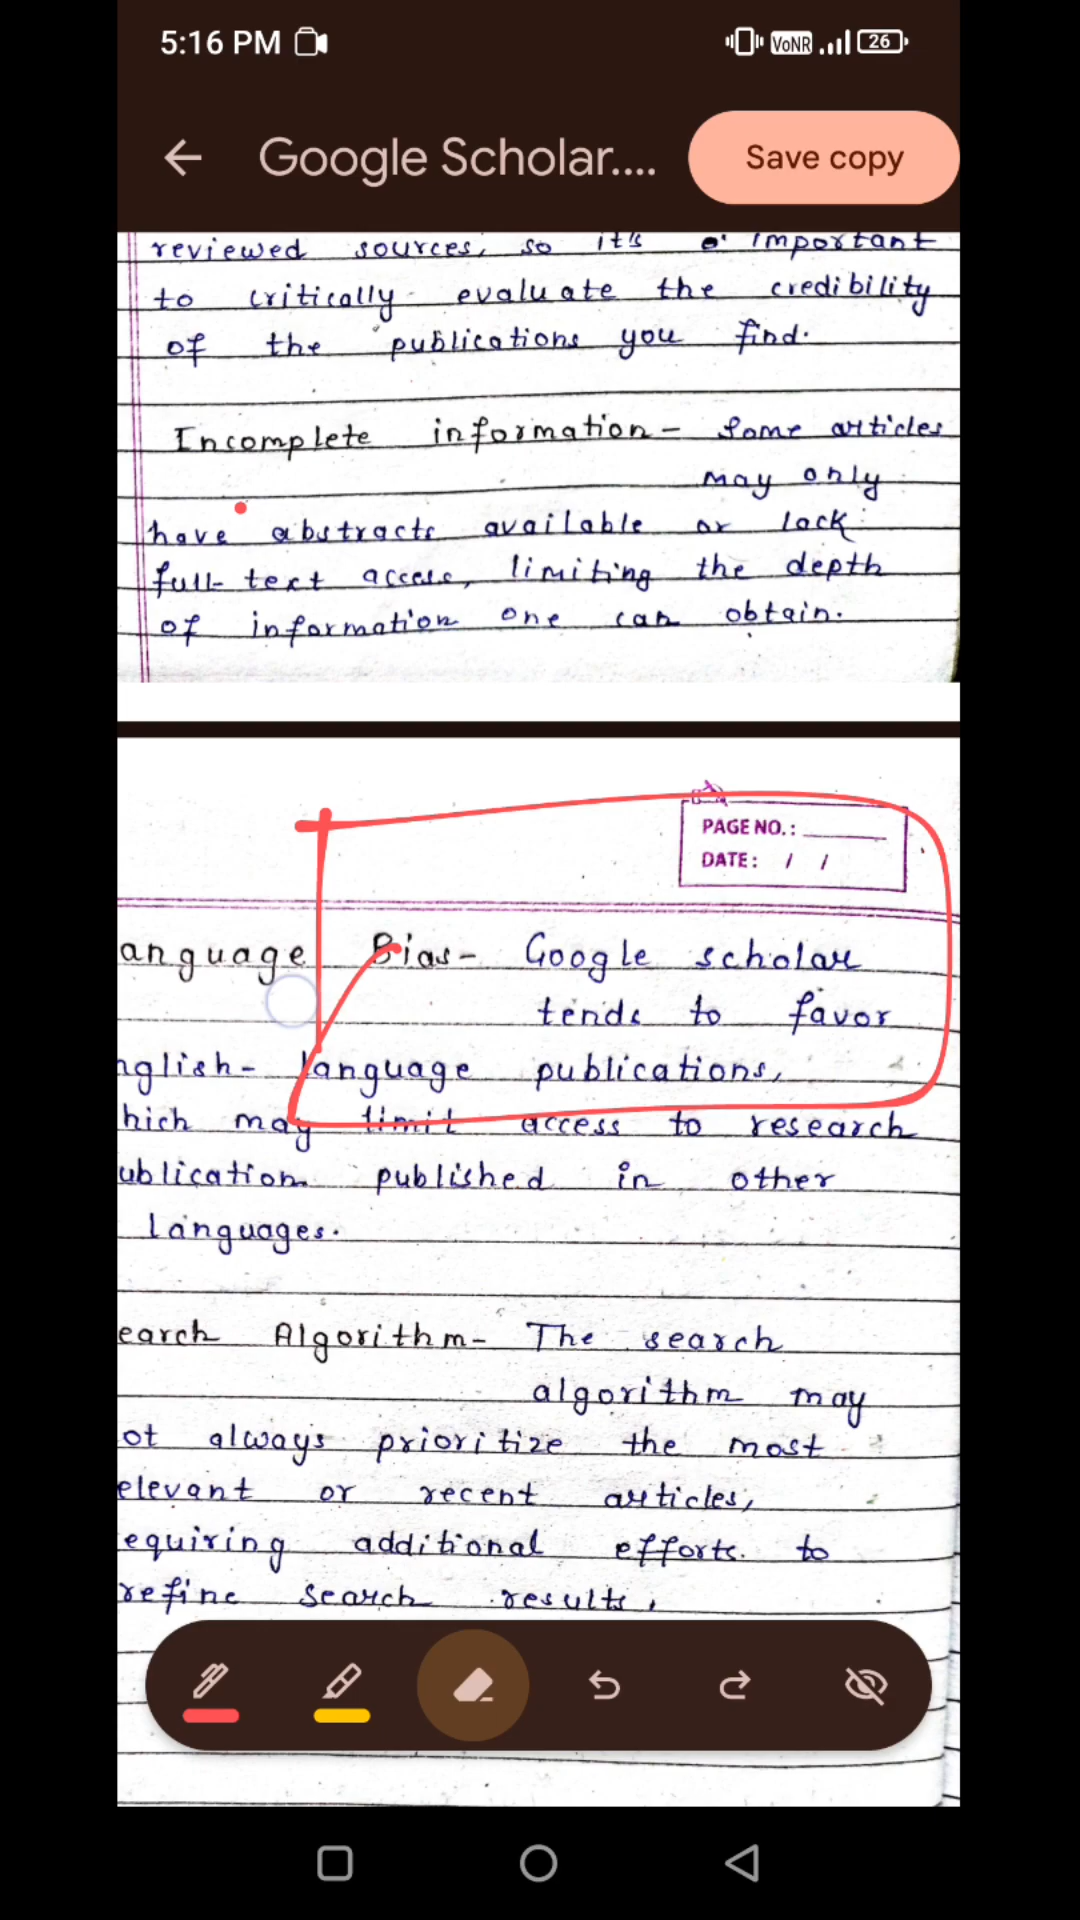 5:16 PM
VoNR
26
Google Scholar....
Save copy
reviewed sources, so it's important
to critically evaluate the credibility
of the publications you find.
Incomplete information- Some articles
may only
have abstracts available or lack
full-text access, limiting the depth
of information one can obtain.
PAGE NO.:
DATE: / /
anguage Bias- Google scholar
tends to favor
nglish- language publications,
hich may limit access to research
ublication published in other
languages.
earch Algorithm- The search
algorithm may
ot always prioritize the most
elevant or recent articles,
equiring additional efforts to
refine search results,